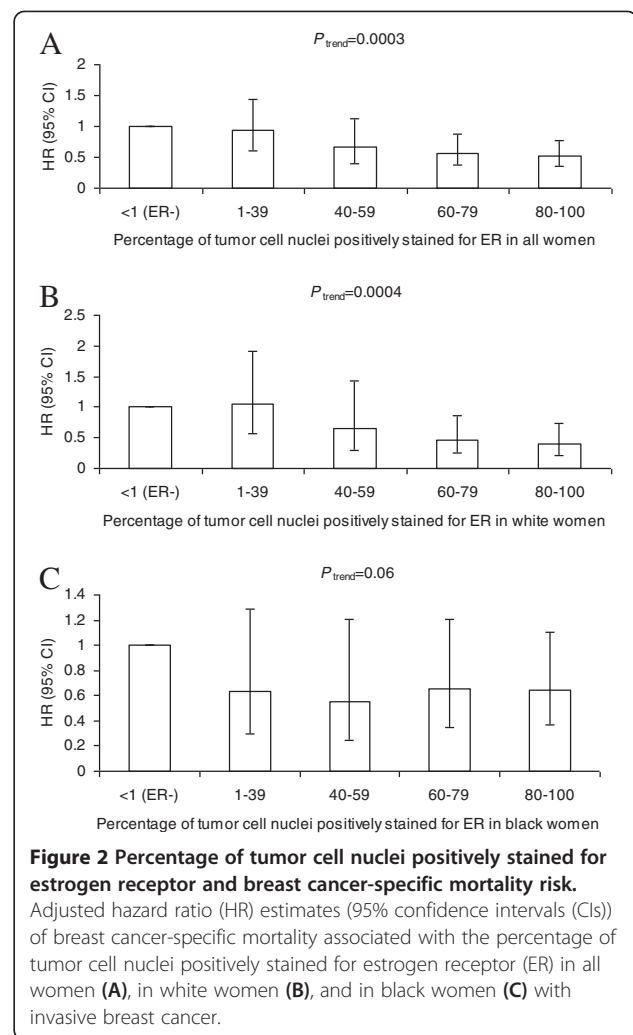 A
Ptrend=0.0003
HR (95% CI)
2
1.5
1
0.5
0
<1 (ER-) 1-39 40-59 60-79 80-100
Percentage of tumor cell nuclei positively stained for ER in all women
B
Ptrend=0.0004
HR (95% CI)
2.5
2
1.5
1
0.5
0
<1 (ER-) 1-39 40-59 60-79 80-100
Percentage of tumor cell nuclei positively stained for ER in white women
C
Ptrend=0.06
HR (95% CI)
1.4
1.2
1
0.8
0.6
0.4
0.2
0
<1 (ER-) 1-39 40-59 60-79 80-100
Percentage of tumor cell nuclei positively stained for ER in black women
Figure 2 Percentage of tumor cell nuclei positively stained for
estrogen receptor and breast cancer-specific mortality risk.
Adjusted hazard ratio (HR) estimates (95% confidence intervals (CIs))
of breast cancer-specific mortality associated with the percentage of
tumor cell nuclei positively stained for estrogen receptor (ER) in all
women (A), in white women (B), and in black women (C) with
invasive breast cancer.